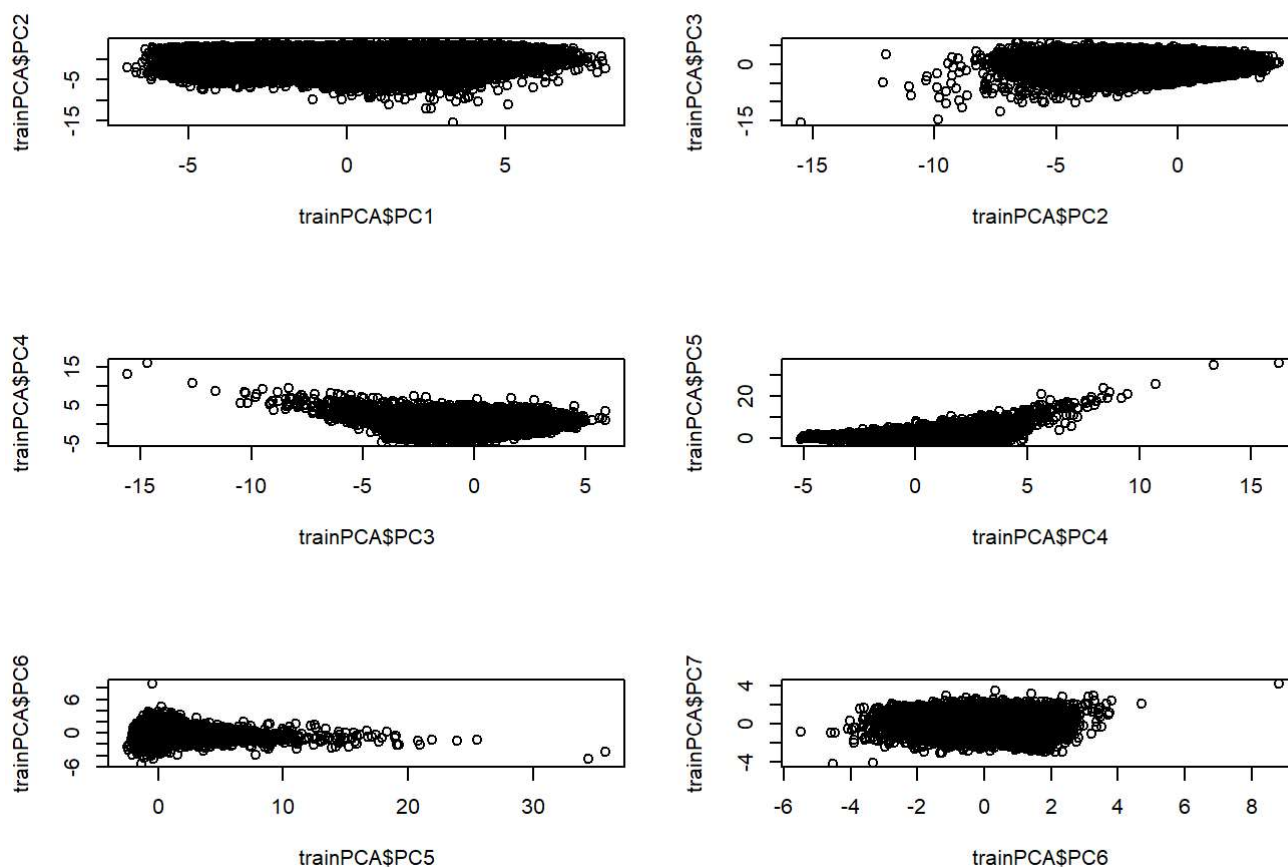 trainPCA$PC2
-5
-15
-5 0 5
trainPCA$PC1
trainPCA$PC3
0
-15
-15 -10 -5 0
trainPCA$PC2
trainPCA$PC4
15
5
-5
-15 -10 -5 0 5
trainPCA$PC3
trainPCA$PC5
20
0
-5 0 5 10 15
trainPCA$PC4
trainPCA$PC6
6
0
-6
0 10 20 30
trainPCA$PC5
trainPCA$PC7
4
0
-4
-6 -4 -2 0 2 4 6 8
trainPCA$PC6